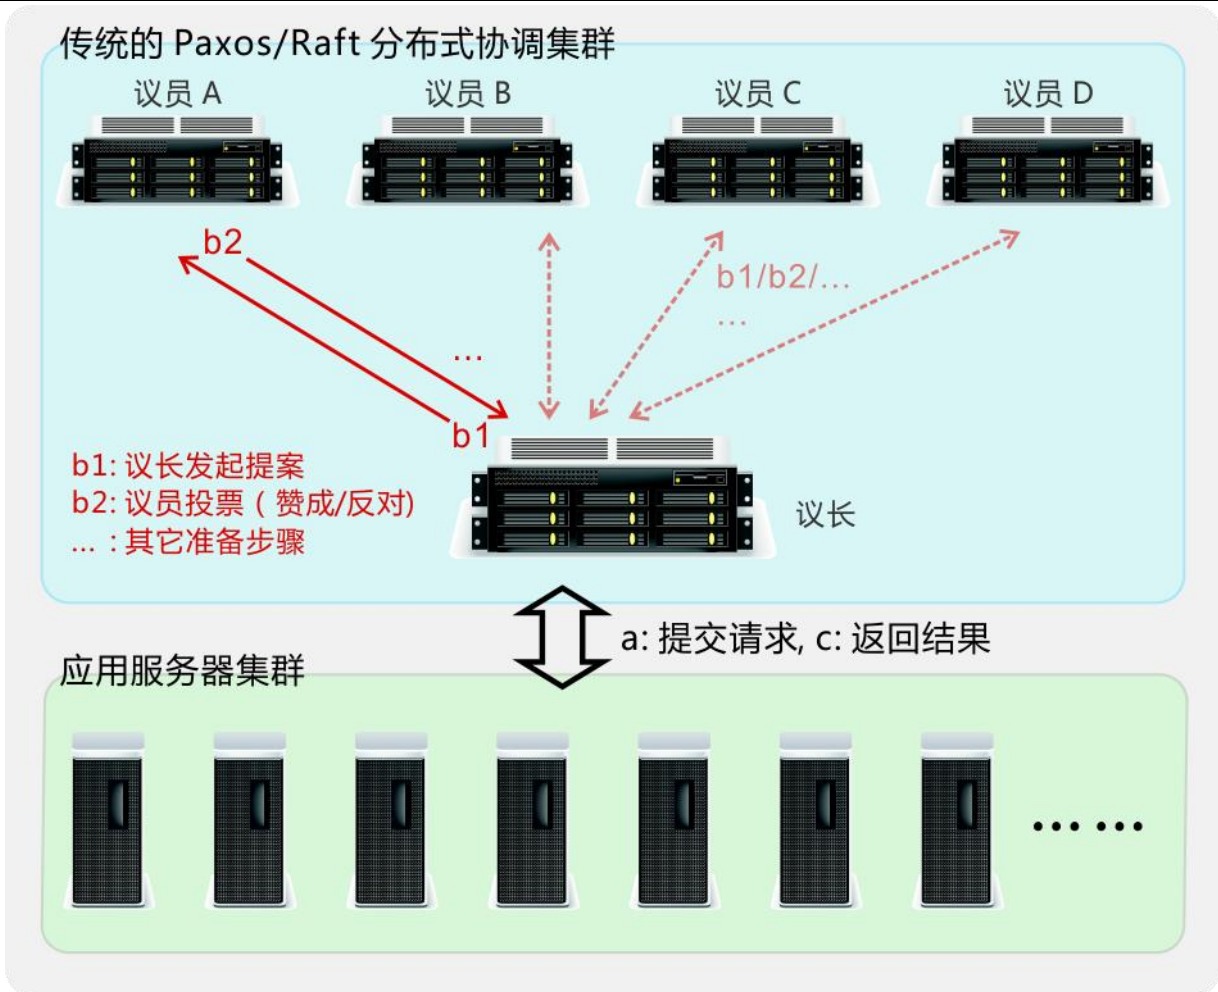 传统的 Paxos/Raft 分布式协调集群
议员 A
议员 B
议员 C
议员 D
b2
b1/b2/...
...
...
b1
b1: 议长发起提案
b2: 议员投票 ( 赞成/反对)
... : 其它准备步骤
议长
a: 提交请求, c: 返回结果
应用服务器集群
... ...